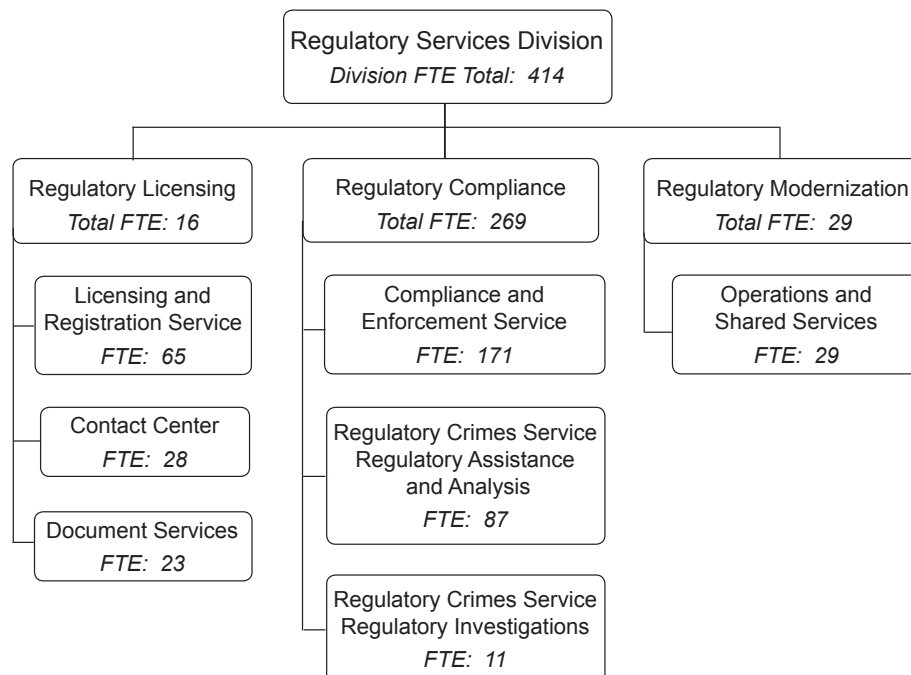 Regulatory Services Division
Division FTE Total: 414
Regulatory Licensing
Total FTE: 16
Licensing and
Registration Service
FTE: 65
Contact Center
FTE: 28
Document Services
FTE: 23
Regulatory Compliance
Total FTE: 269
Compliance and
Enforcement Service
FTE: 171
Regulatory Crimes Service
Regulatory Assistance
and Analysis
FTE: 87
Regulatory Crimes Service
Regulatory Investigations
FTE: 11
Regulatory Modernization
Total FTE: 29
Operations and
Shared Services
FTE: 29